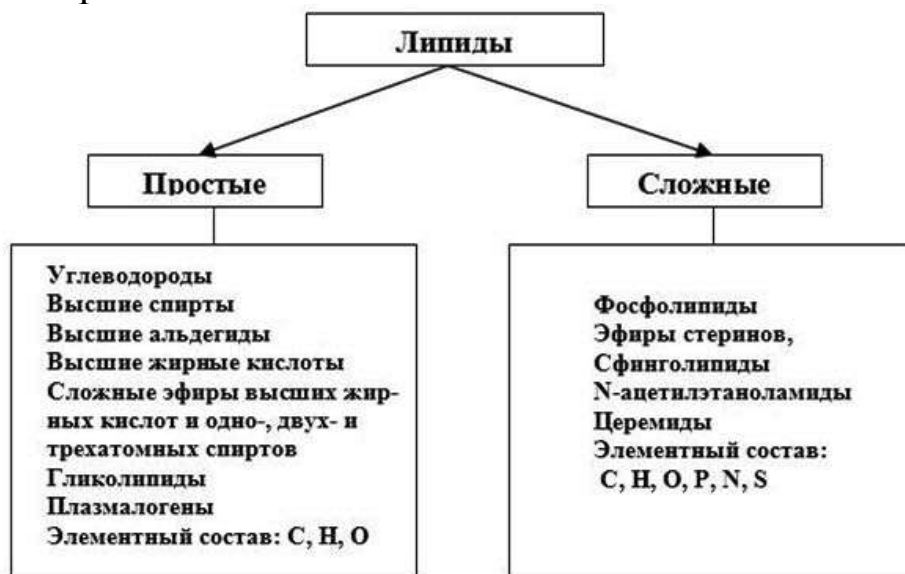 Липиды
Простые
Сложные
Углеводороды
Высшие спирты
Высшие альдегиды
Высшие жирные кислоты
Сложные эфиры высших жир-
ных кислот и одно-, двух- и
трехатомных спиртов
Гликолипиды
Плазмалогены
Элементный состав: С, Н, О
Фосфолипиды
Эфиры стеринов,
Сфинголипиды
N-ацетилэтаноламиды
Церемиды
Элементный состав:
С, Н, О, Р, N, S